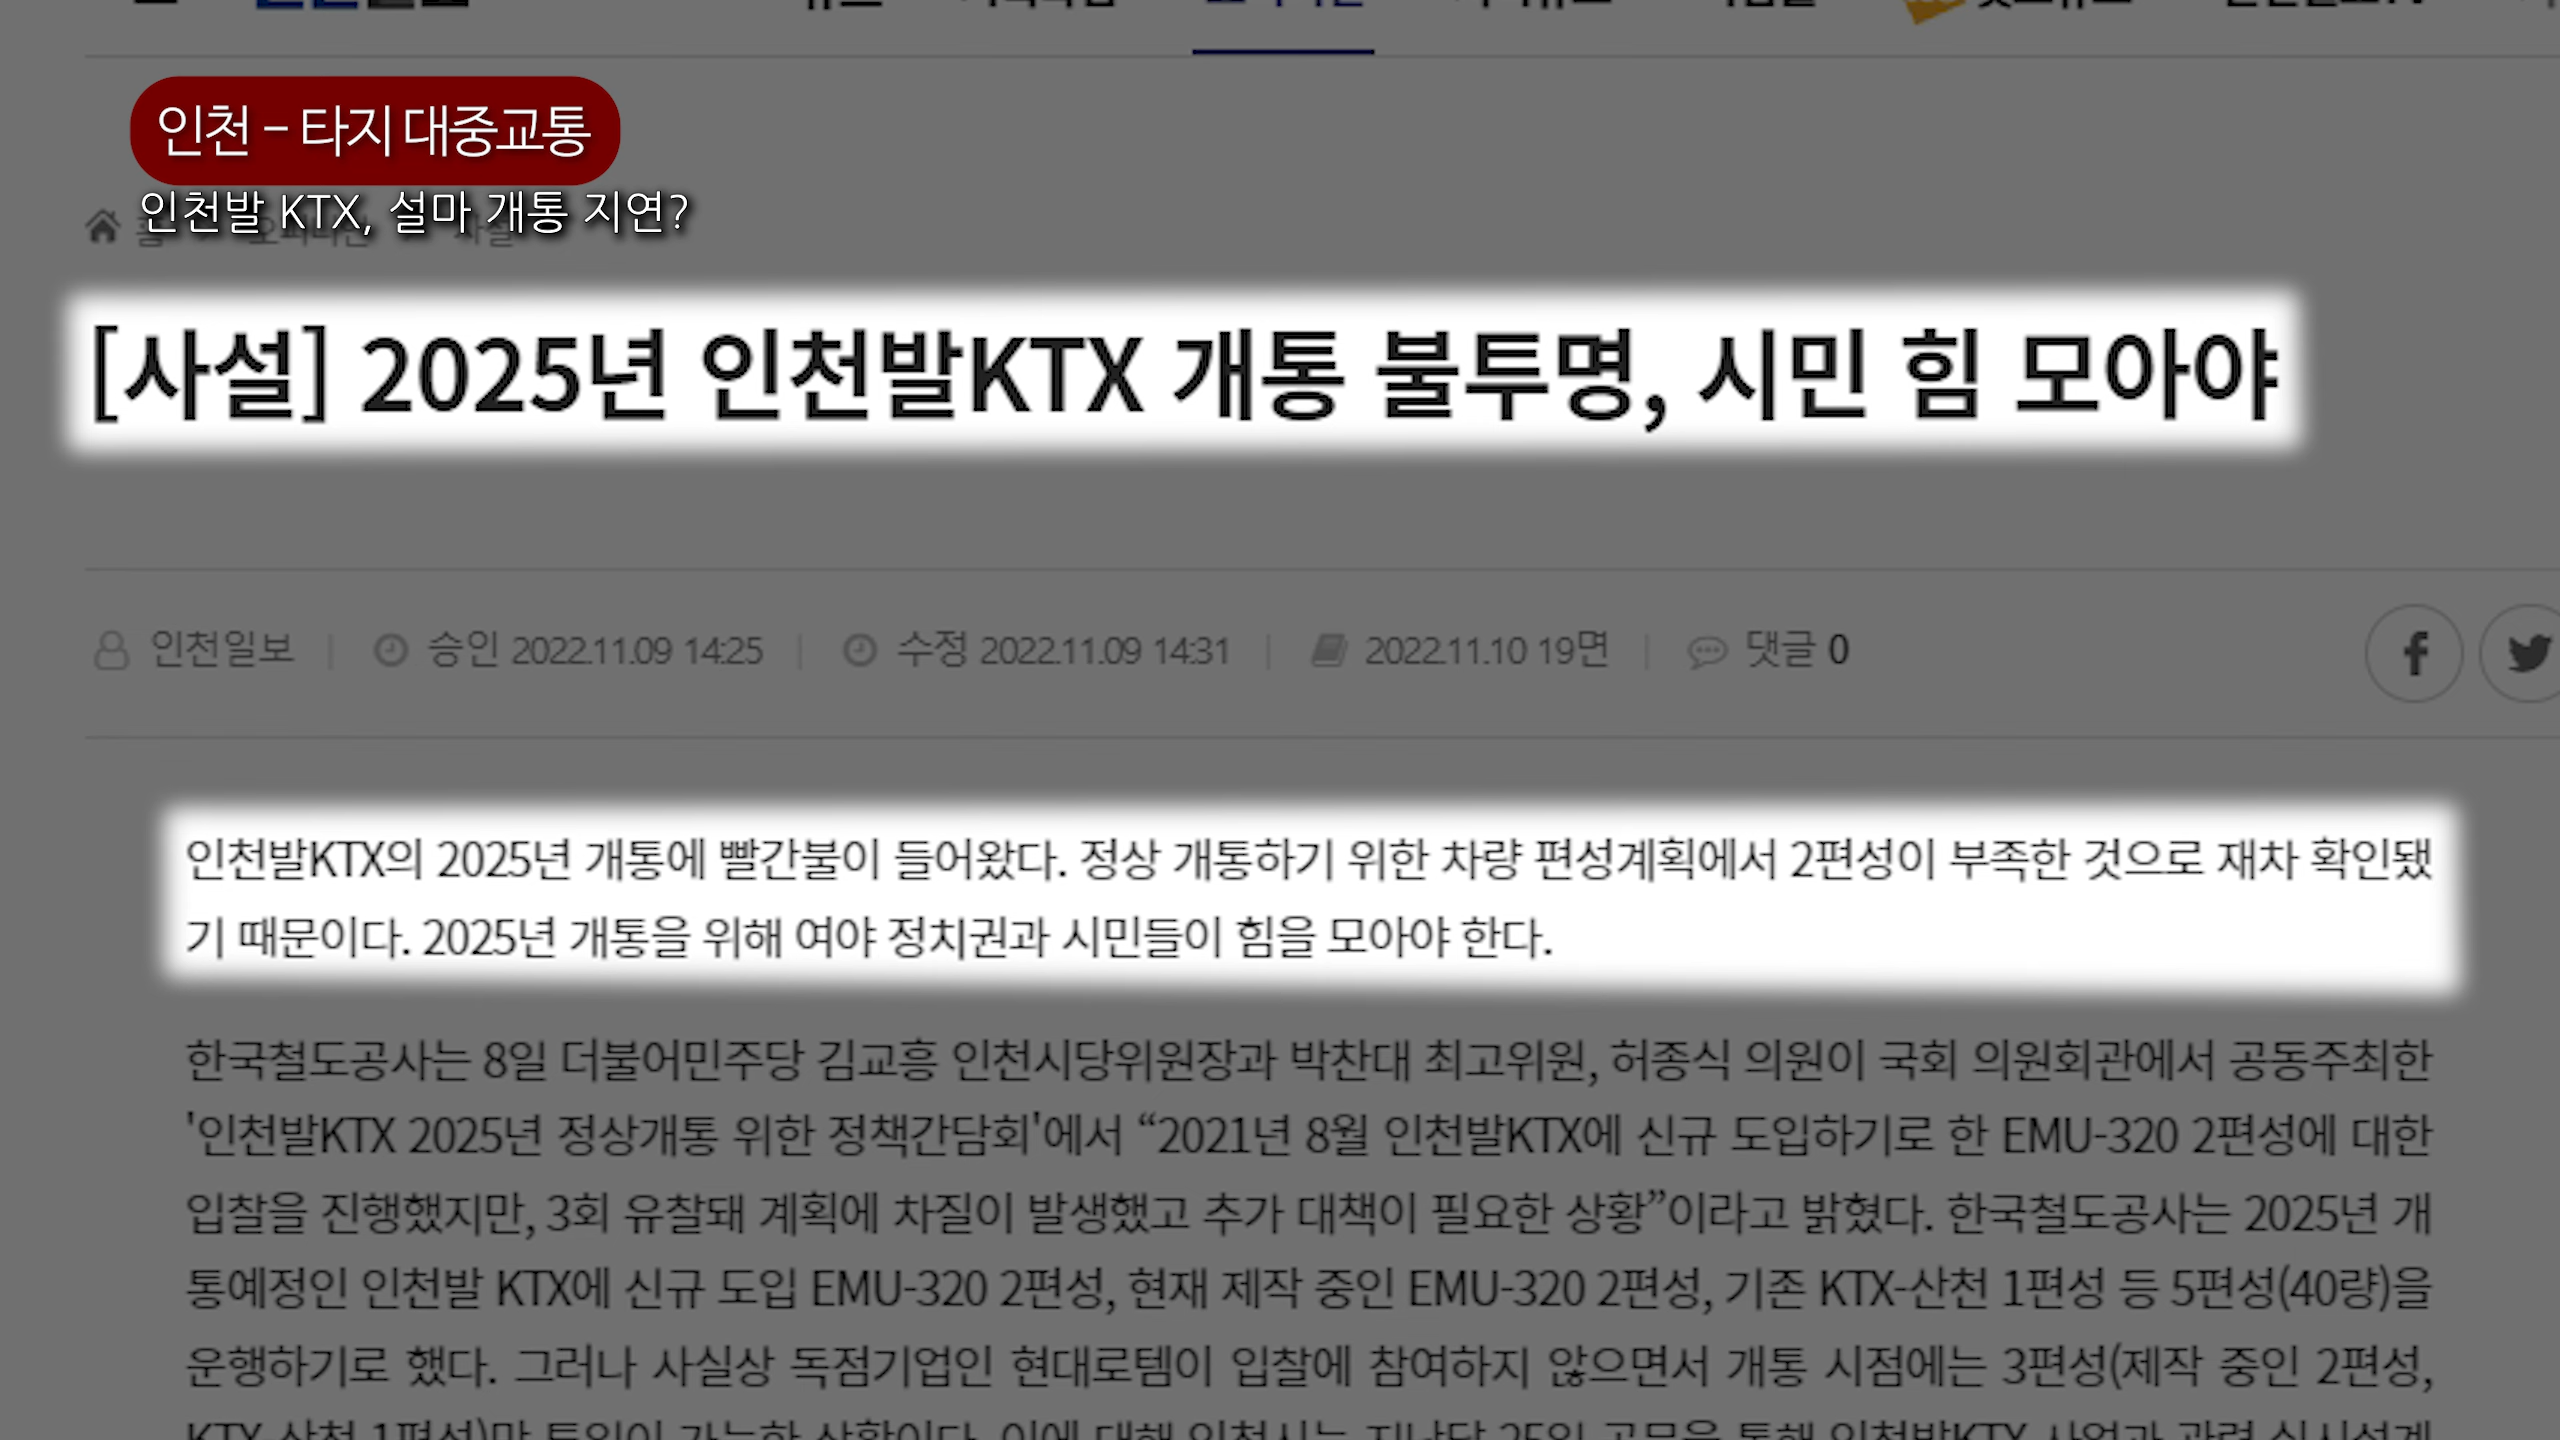 인천 – 타지 대중교통
인천발 KTX, 설마 개통 지연?
[사설] 2025년 인천발KTX 개통 불투명, 시민 힘 모아야
인천일보 | 승인 2022.11.09 14:25 | 수정 2022.11.09 14:31 | 2022.11.10 19면 | 댓글 0
인천발KTX의 2025년 개통에 빨간불이 들어왔다. 정상 개통하기 위한 차량 편성계획에서 2편성이 부족한 것으로 재차 확인됐
기 때문이다. 2025년 개통을 위해 여야 정치권과 시민들이 힘을 모아야 한다.
한국철도공사는 8일 더불어민주당 김교흥 인천시당위원장과 박찬대 최고위원, 허종식 의원이 국회 의원회관에서 공동주최한
'인천발KTX 2025년 정상개통 위한 정책간담회'에서 “2021년 8월 인천발KTX에 신규 도입하기로 한 EMU-320 2편성에 대한
입찰을 진행했지만, 3회 유찰돼 계획에 차질이 발생했고 추가 대책이 필요한 상황”이라고 밝혔다. 한국철도공사는 2025년 개
통예정인 인천발 KTX에 신규 도입 EMU-320 2편성, 현재 제작 중인 EMU-320 2편성, 기존 KTX-산천 1편성 등 5편성(40량)을
운행하기로 했다. 그러나 사실상 독점기업인 현대로템이 입찰에 참여하지 않으면서 개통 시점에는 3편성(제작 중인 2편성,